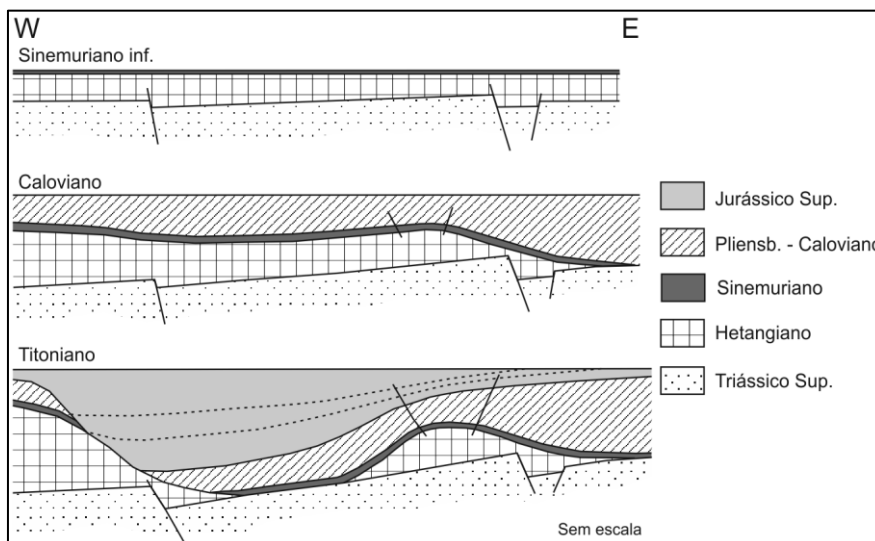 W E
Sinemuriano inf.
Caloviano
Titoniano
Jurássico Sup.
Pliensb. - Caloviano
Sinemuriano
Hetangiano
Triássico Sup.
Sem escala